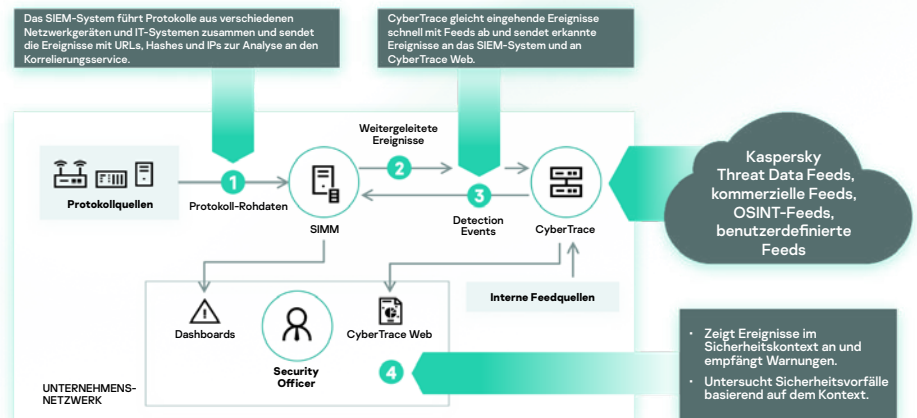 Das SIEM-System führt Protokolle aus verschiedenen
Netzwerkgeräten und IT-Systemen zusammen und sendet
die Ereignisse mit URLs, Hashes und IPs zur Analyse an den
Korrelierungsservice.
CyberTrace gleicht eingehende Ereignisse
schnell mit Feeds ab und sendet erkannte
Ereignisse an das SIEM-System und an
CyberTrace Web.
Weitergeleitete
Ereignisse
1
2
3
Protokollquellen
Protokoll-Rohdaten
SIMM
Detection
Events
CyberTrace
Kaspersky
Threat Data Feeds,
kommerzielle Feeds,
OSINT-Feeds,
benutzerdefinierte
Feeds
Interne Feedquellen
Dashboards
Security
Officer
CyberTrace Web
4
• Zeigt Ereignisse im
Sicherheitskontext an und
empfängt Warnungen.
• Untersucht Sicherheitsvorfälle
basierend auf dem Kontext.
UNTERNEHMENS-
NETZWERK